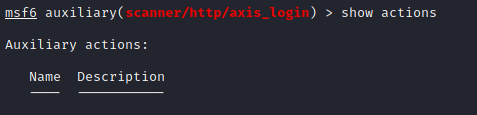 msf6 auxiliary(scanner/http/axis_login) > show actions
Auxiliary actions:
Name  Description
----  -----------